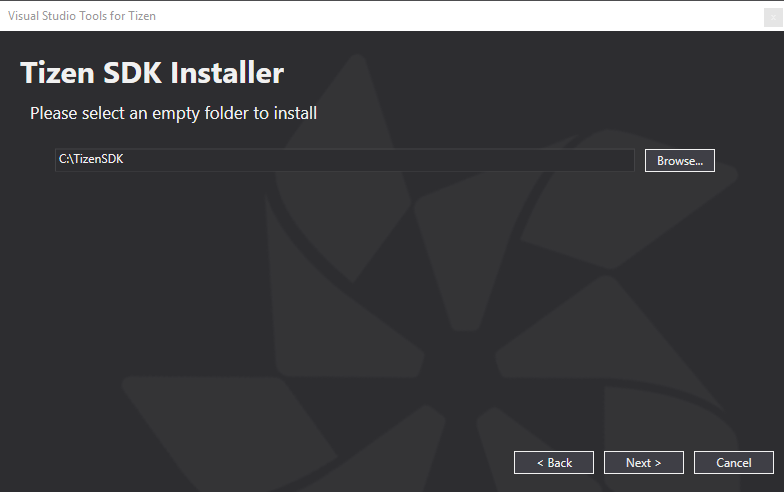 Visual Studio Tools for Tizen
Tizen SDK Installer
Please select an empty folder to install
C:\TizenSDK
Browse...
< Back
Next >
Cancel